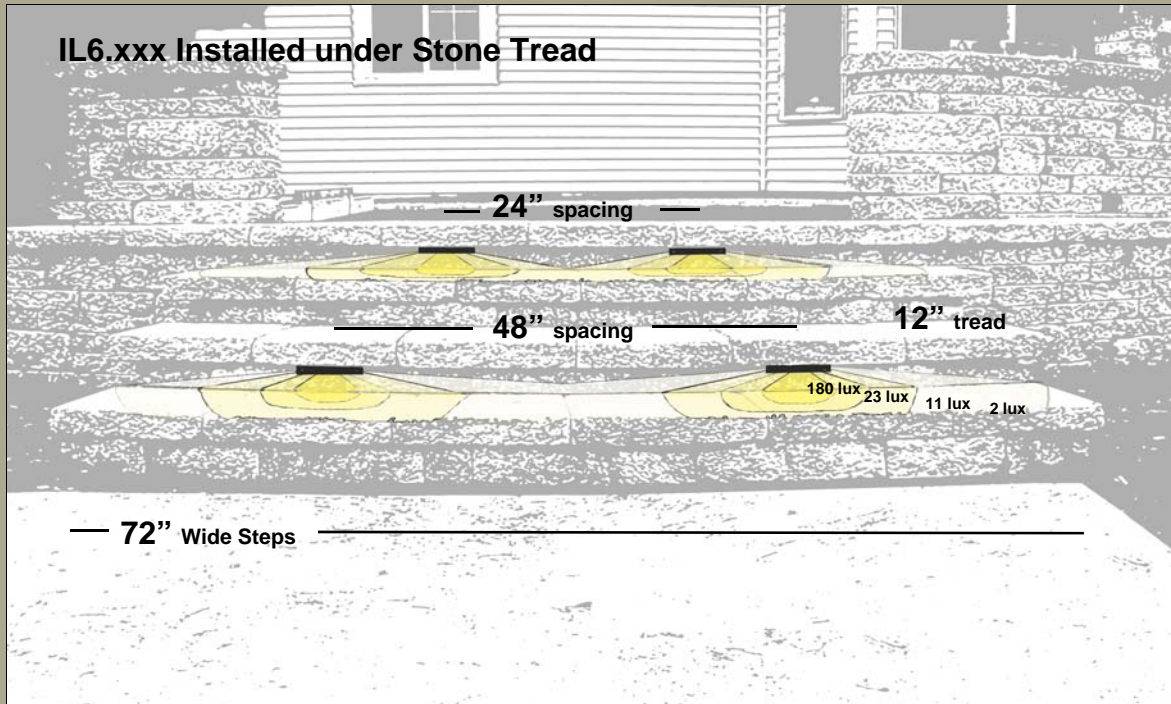 IL6.xxx Installed under Stone Tread
24” spacing
48” spacing
12” tread
180 lux 23 lux 11 lux 2 lux
72” Wide Steps